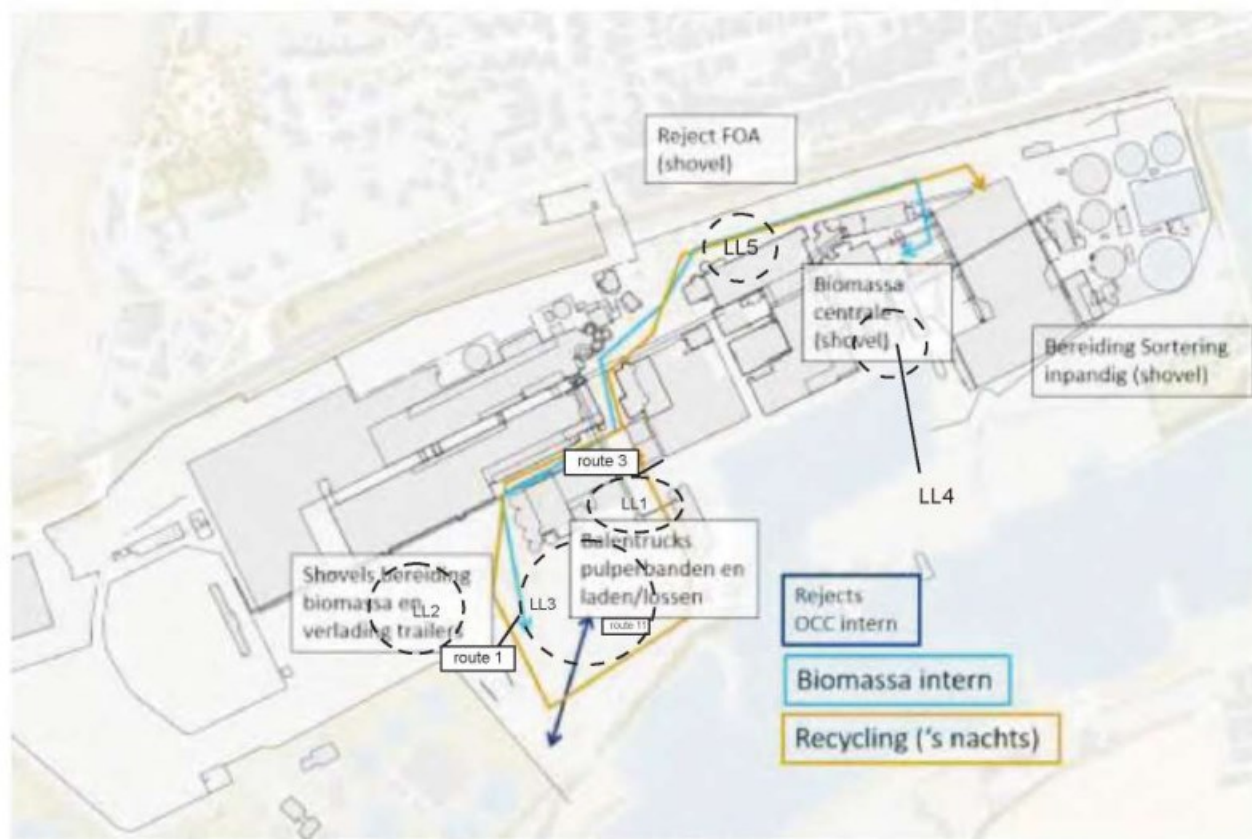 Reject FOA
(shovel)
LL5
Biomassa
centrale
(shovel)
Bereiding Sortering
inpandig (shovel)
route 3
LL1
LL4
Balentrucks
pulperbanden en
laden/lossen
Shovels bereiding
biomassa en
verlading trailers
LL2
LL3
route 11
route 1
Rejects
OCC intern
Biomassa intern
Recycling ('s nachts)